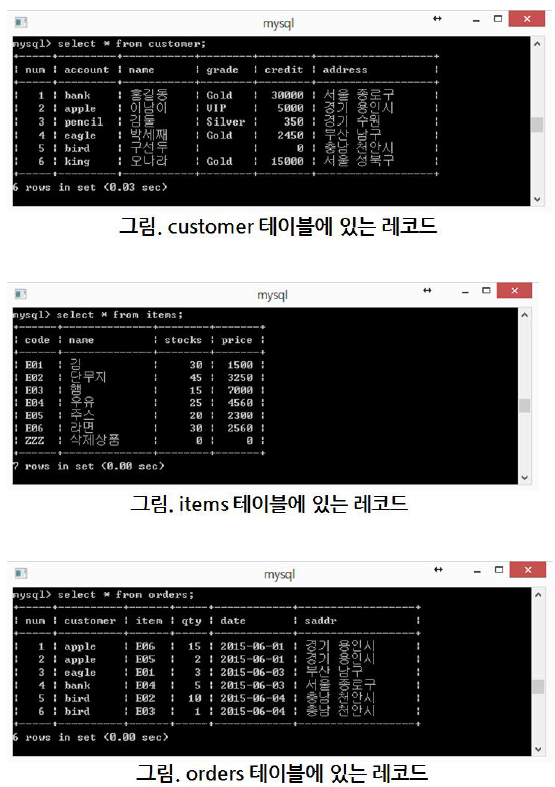 mysql
mysql> select * from customer;
+-----+---------+--------+--------+--------+---------------+
| num | account | name | grade | credit | address |
| 1 | bank | 홍길동 | Gold | 30000 | 서울 종로구 |
| 2 | apple | 이남이 | VIP | 5000 | 경기 용인시 |
| 3 | pencil | 김둘 | Silver | 350 | 경기 수원 |
| 4 | eagle | 박세째 | Gold | 2450 | 부산 남구 |
| 5 | bird | 구선두 | | 0 | 충남 천안시 |
| 6 | king | 오나라 | Gold | 15000 | 서울 성북구 |
6 rows in set (0.03 sec)
그림. customer 테이블에 있는 레코드
mysql
mysql> select * from items;
| code | name | stocks | price |
| E01 | 김 | 30 | 1500 |
| E02 | 단무지 | 45 | 3250 |
| E03 | 햄 | 15 | 7000 |
| E04 | 우유 | 25 | 4560 |
| E05 | 주스 | 20 | 2300 |
| E06 | 라면 | 30 | 2560 |
| ZZZ | 삭제상품 | 0 | 0 |
7 rows in set (0.00 sec)
그림. items 테이블에 있는 레코드
mysql
mysql> select * from orders;
| num | customer | item | qty | date | saddr |
| 1 | apple | E06 | 15 | 2015-06-01 | 경기 용인시 |
| 2 | apple | E05 | 2 | 2015-06-01 | 경기 용인시 |
| 3 | eagle | E01 | 3 | 2015-06-03 | 부산 남구 |
| 4 | bank | E04 | 5 | 2015-06-03 | 서울 종로구 |
| 5 | bird | E02 | 10 | 2015-06-04 | 충남 천안시 |
| 6 | bird | E03 | 1 | 2015-06-04 | 충남 천안시 |
6 rows in set (0.00 sec)
그림. orders 테이블에 있는 레코드